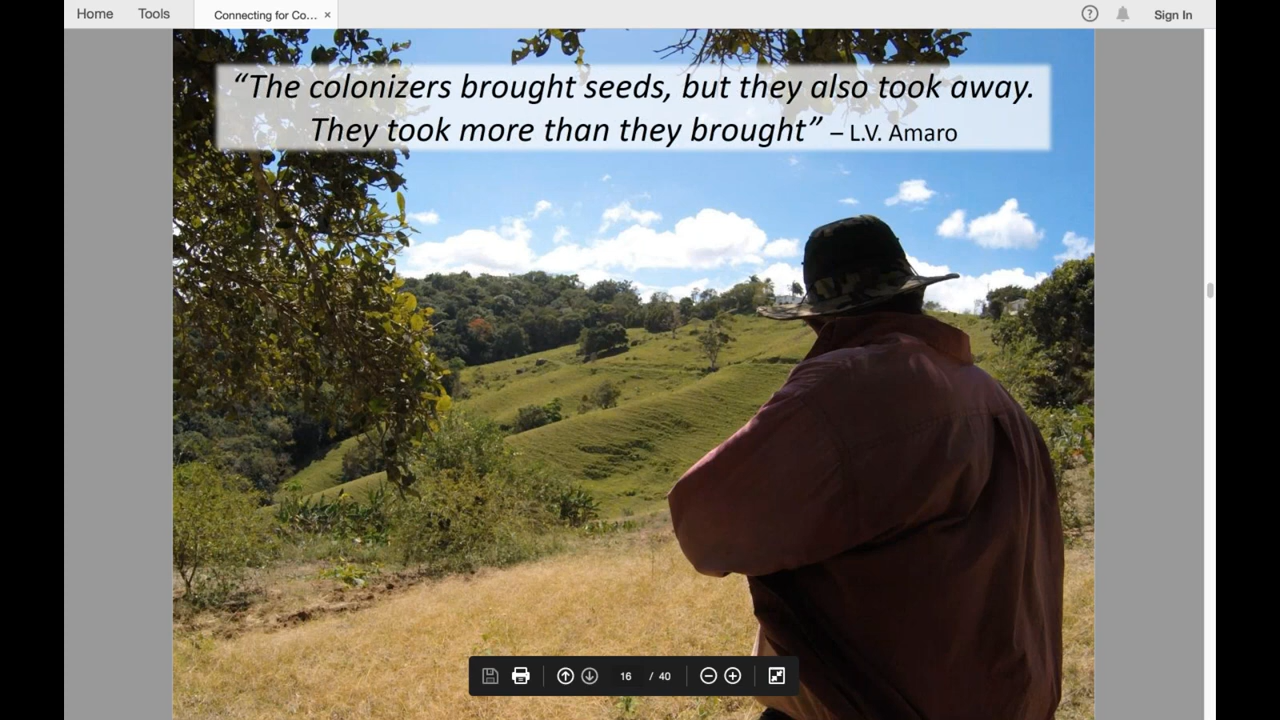 Home Tools Connecting for Co... × ? Sign In
“The colonizers brought seeds, but they also took away.
They took more than they brought” – L.V. Amaro
16 / 40